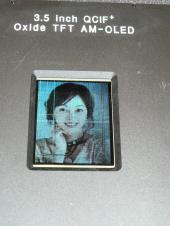 3.5 inch QCIF+
Oxide TFT AM-OLED